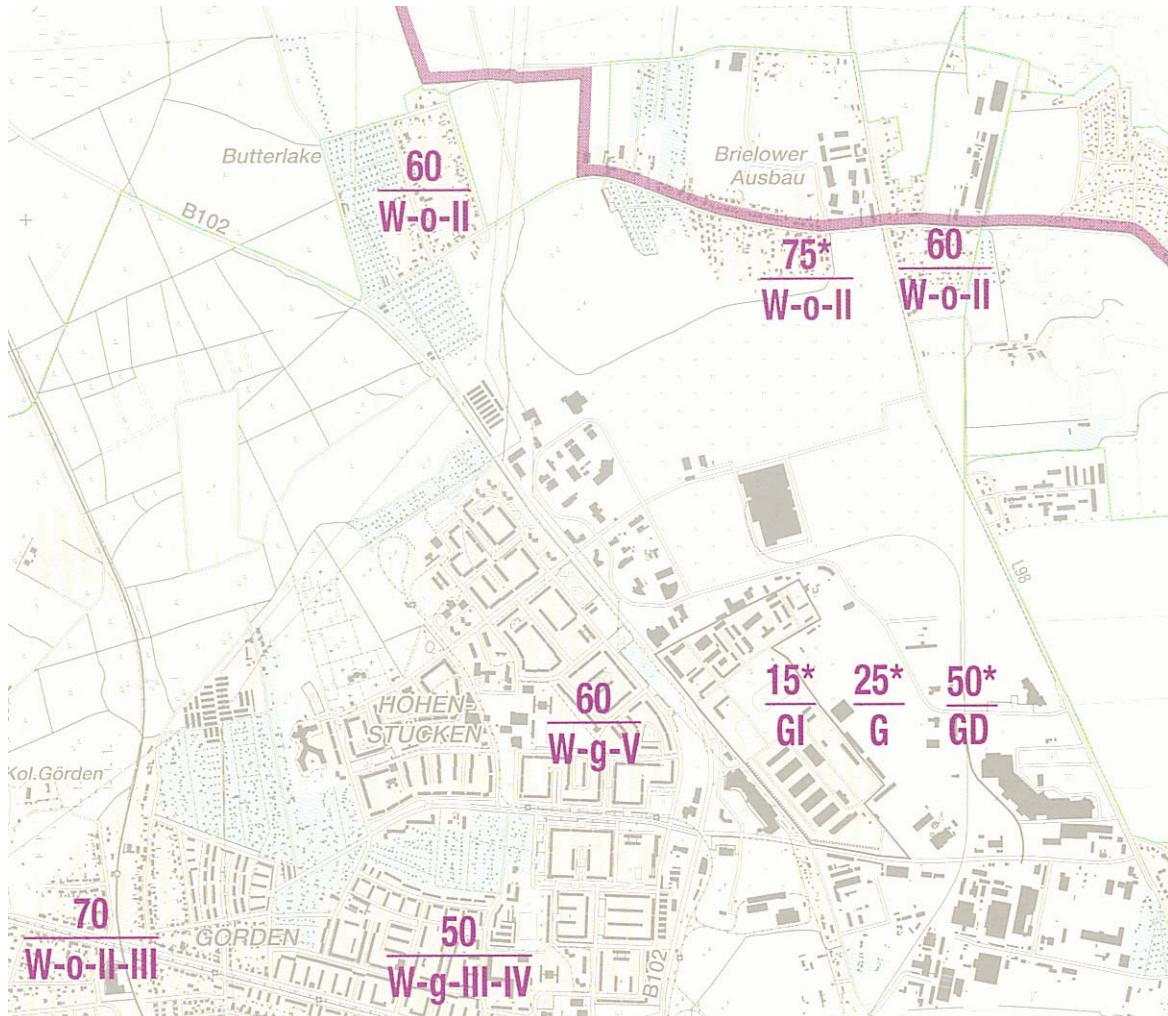 Butterlake
60
W-o-II
Brielower
Ausbau
B102
75*
W-o-II
60
W-o-II
L98
HOHEN-
STÜCKEN
60
W-g-V
15*
GI
25*
G
50*
GD
Kol.Görden
70
W-o-II-III
GÖRDEN
50
W-g-III-IV
B102